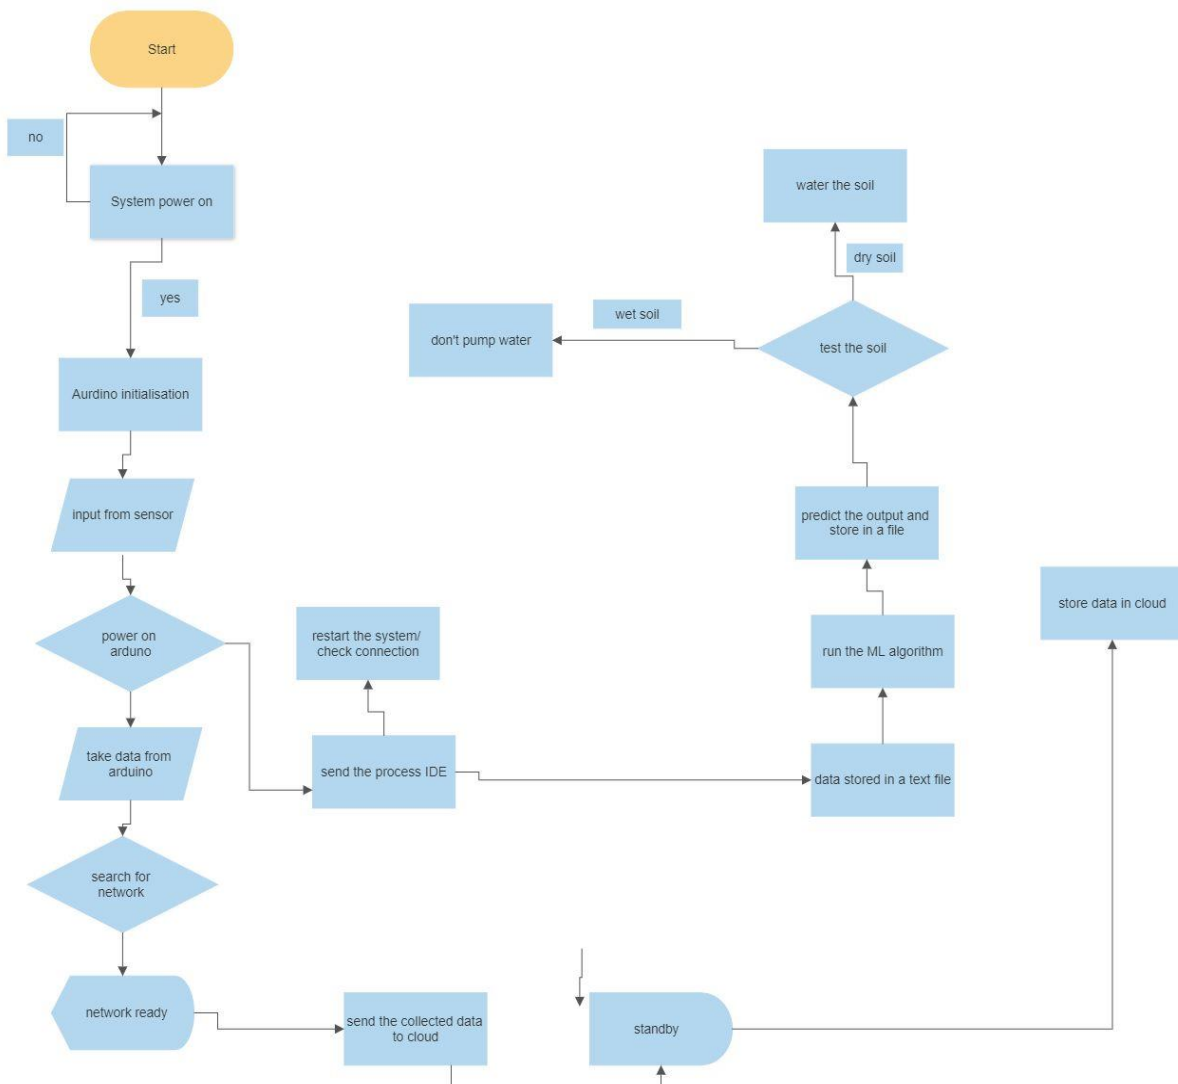 Start
no
System power on
yes
Aurdino initialisation
input from sensor
power on
arduno
take data from
arduino
search for
network
network ready
send the collected data
to cloud
restart the system/
check connection
send the process IDE
data stored in a text file
run the ML algorithm
predict the output and
store in a file
test the soil
wet soil
don't pump water
dry soil
water the soil
standby
store data in cloud